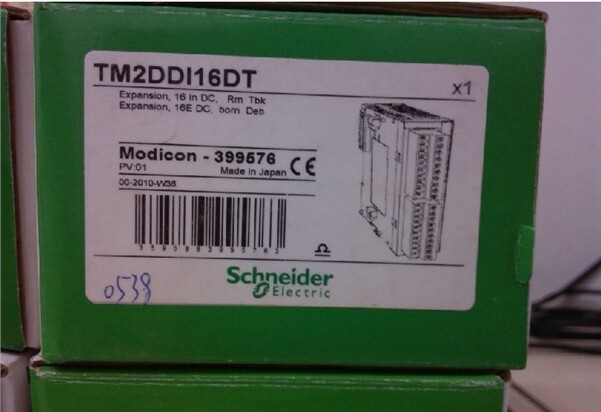 TM2DDI16DT
x1
Expansion, 16 In DC, Rm Tbk
Expansion, 16E DC, born Deb
Modicon - 399576
PV:01
Made in Japan
CE
00-2010-W38
Schneider
Electric
0538